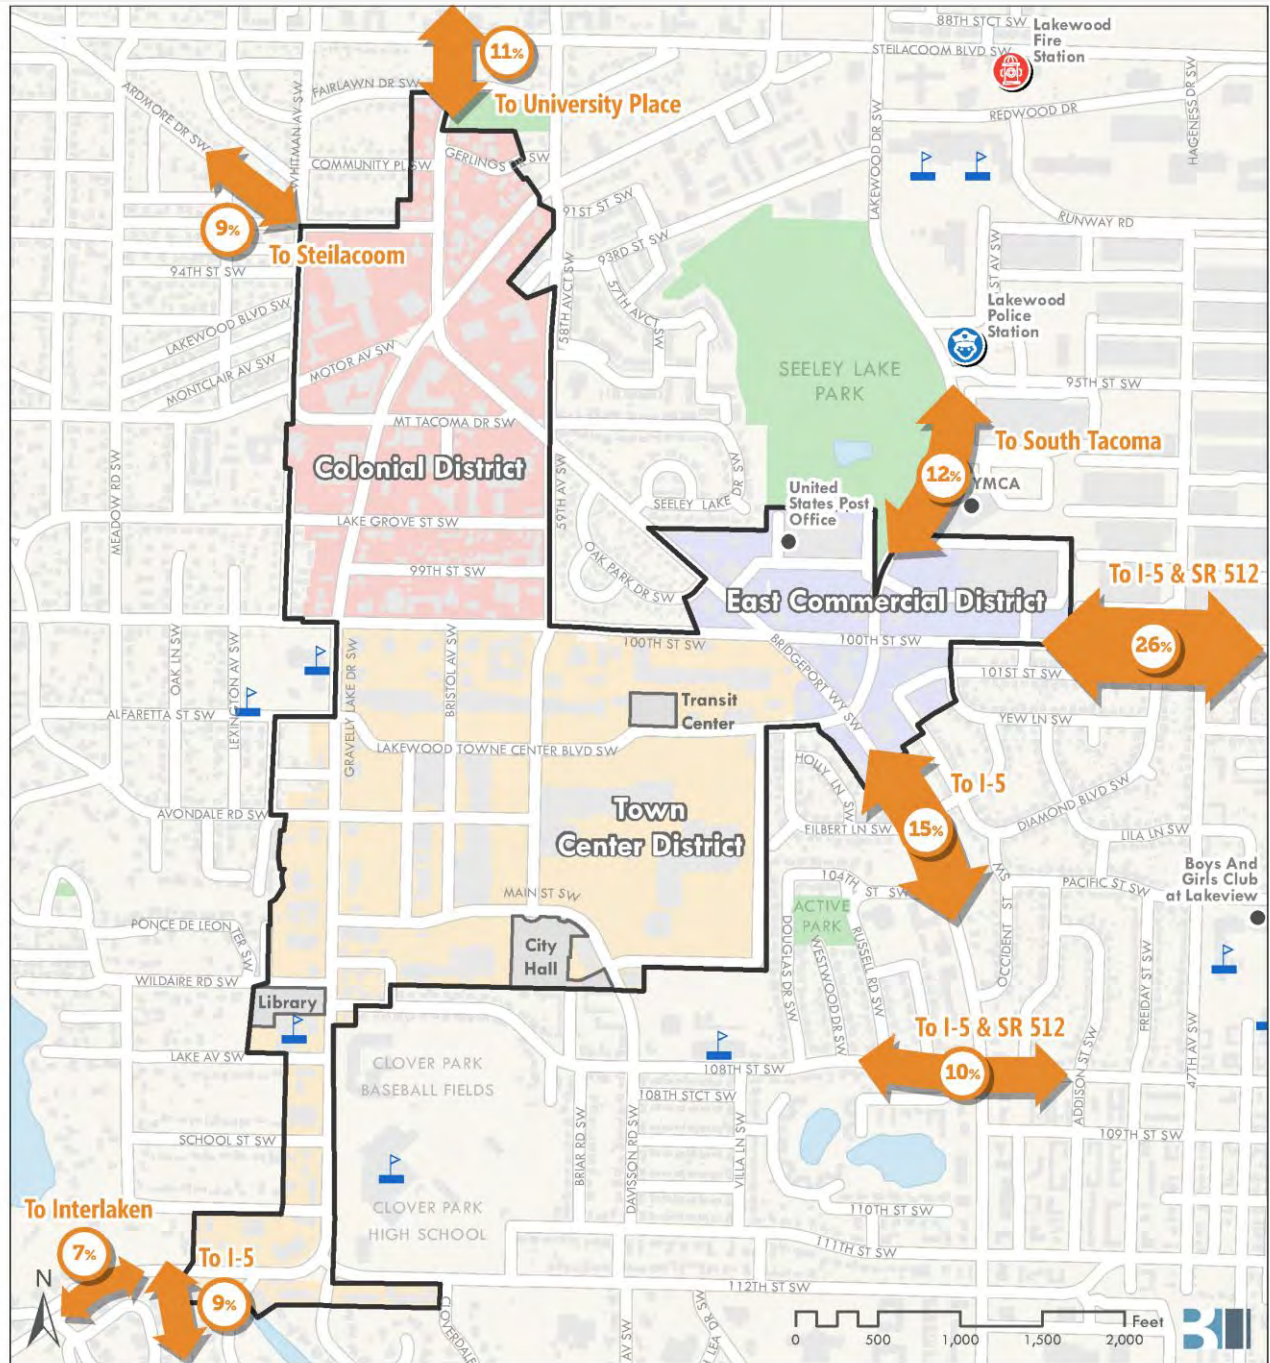 88TH STCT SW
Lakewood
Fire
Station
STEILACOOM BLVD SW
11%
To University Place
FAIRLAWN DR SW
ARDMORE DR SW
WHITMAN AV SW
HAGENESS DR SW
REDWOOD DR
LAKEWOOD DR SW
COMMUNITY PL SW
GERLINGS
SW
91ST ST SW
93RD ST SW
RUNWAY RD
9%
To Steilacoom
94TH ST SW
ST AV SW
57TH AVCT SW
58TH AVCT SW
Lakewood
Police
Station
LAKEWOOD BLVD SW
MONTCLAIR AV SW
MOTOR AV SW
SEELEY LAKE
PARK
95TH ST SW
MT TACOMA DR SW
To South Tacoma
Colonial District
12%
YMCA
MEADOW RD SW
59TH AV SW
SEELEY LAKE DR SW
United
States Post
Office
LAKE GROVE ST SW
OAK PARK DR SW
99TH ST SW
To I-5 & SR 512
East Commercial District
26%
100TH ST SW
100TH ST SW
BRIDGEPORT WY SW
101ST ST SW
OAK LN SW
LEXINGTON AV SW
GRAVELLY LAKE DR SW
BRISTOL AV SW
Transit
Center
ALFARETTA ST SW
YEW LN SW
LAKEWOOD TOWNE CENTER BLVD SW
HOLLY LN SW
To I-5
DIAMOND BLVD SW
Town
Center District
AVONDALE RD SW
FILBERT LN SW
15%
LILA LN SW
Boys And
Girls Club
at Lakeview
SW
104TH ST SW
PACIFIC ST SW
MAIN ST SW
ACTIVE
PARK
PONCE DE LEON
TER SW
City
Hall
DOUGLAS DR SW
WESTWOOD DR SW
RUSSELL RD SW
OCCIDENT ST
FREIDAY ST SW
47TH AV SW
WILDAIRE RD SW
Library
To I-5 & SR 512
10%
LAKE AV SW
CLOVER PARK
BASEBALL FIELDS
108TH ST SW
108TH STCT SW
ADDISON ST SW
109TH ST SW
SCHOOL ST SW
BRIAR RD SW
DAVISSON RD SW
VILLA LN SW
To Interlaken
CLOVER PARK
HIGH SCHOOL
110TH ST SW
111TH ST SW
7%
To I-5
9%
N
112TH ST SW
Feet
0 500 1,000 1,500 2,000
AV SW